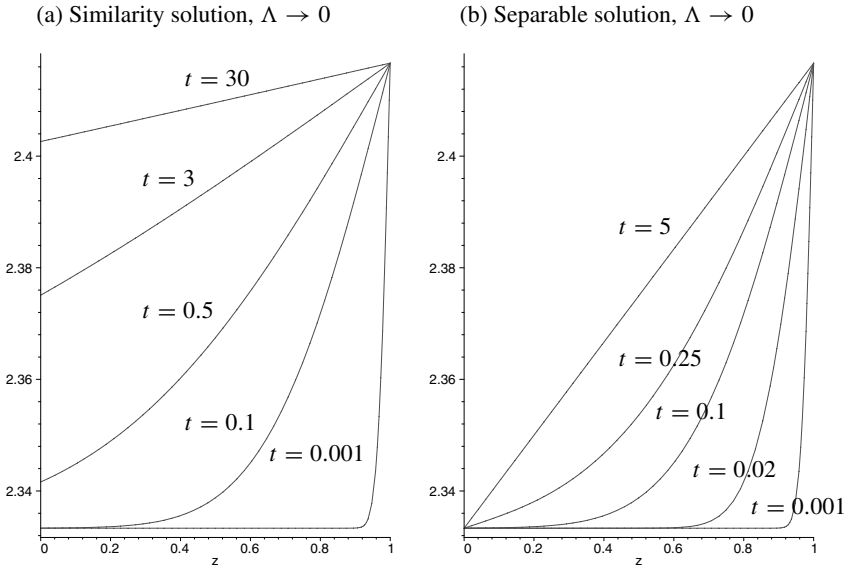 (a) Similarity solution, Λ → 0
t = 30
2.4
t = 3
2.38
t = 0.5
2.36
t = 0.1
t = 0.001
2.34
0 0.2 0.4 0.6 0.8 1
z
(b) Separable solution, Λ → 0
2.4
t = 5
2.38
t = 0.25
2.36
t = 0.1
t = 0.02
2.34
t = 0.001
0 0.2 0.4 0.6 0.8 1
z